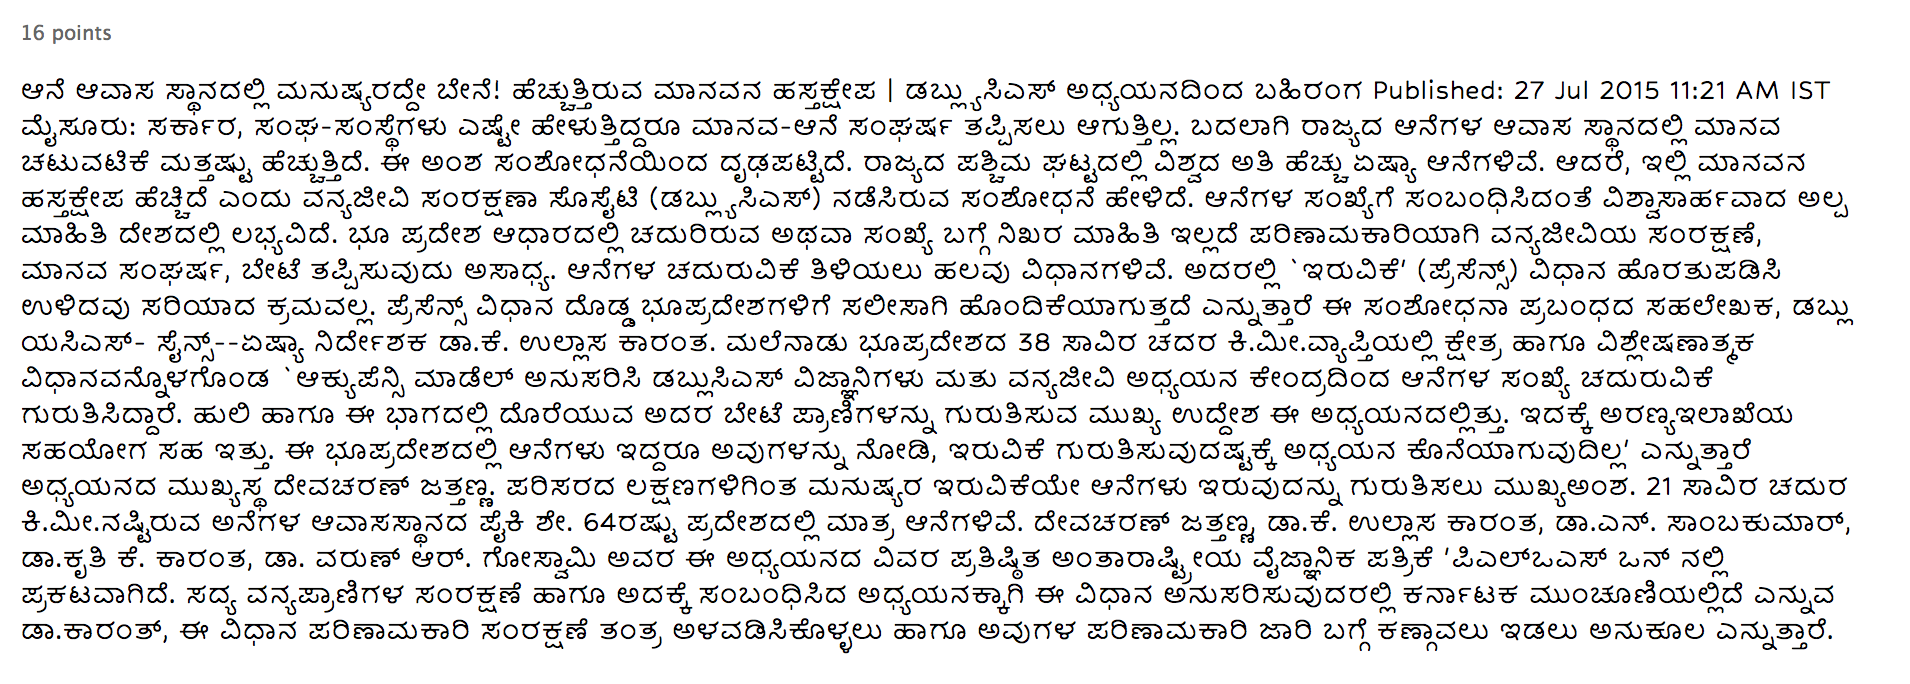 16 points
ಆನೆ ಆವಾಸ ಸ್ಥಾನದಲ್ಲಿ ಮನುಷ್ಯರದ್ದೇ ಬೇನೆ! ಹೆಚ್ಚುತ್ತಿರುವ ಮಾನವನ ಹಸ್ತಕ್ಷೇಪ | ಡಬ್ಲ್ಯುಸಿಎಸ್ ಅಧ್ಯಯನದಿಂದ ಬಹಿರಂಗ Published: 27 Jul 2015 11:21 AM IST
ಮೈಸೂರು: ಸರ್ಕಾರ, ಸಂಘ-ಸಂಸ್ಥೆಗಳು ಎಷ್ಟೇ ಹೇಳುತ್ತಿದ್ದರೂ ಮಾನವ-ಆನೆ ಸಂಘರ್ಷ ತಪ್ಪಿಸಲು ಆಗುತ್ತಿಲ್ಲ. ಬದಲಾಗಿ ರಾಜ್ಯದ ಆನೆಗಳ ಆವಾಸ ಸ್ಥಾನದಲ್ಲಿ ಮಾನವ
ಚಟುವಟಿಕೆ ಮತ್ತಷ್ಟು ಹೆಚ್ಚುತ್ತಿದೆ. ಈ ಅಂಶ ಸಂಶೋಧನೆಯಿಂದ ದೃಢಪಟ್ಟಿದೆ. ರಾಜ್ಯದ ಪಶ್ಚಿಮ ಘಟ್ಟದಲ್ಲಿ ವಿಶ್ವದ ಅತಿ ಹೆಚ್ಚು ಏಷ್ಯಾ ಆನೆಗಳಿವೆ. ಆದರೆ, ಇಲ್ಲಿ ಮಾನವನ
ಹಸ್ತಕ್ಷೇಪ ಹೆಚ್ಚಿದೆ ಎಂದು ವನ್ಯಜೀವಿ ಸಂರಕ್ಷಣಾ ಸೊಸೈಟಿ (ಡಬ್ಲ್ಯುಸಿಎಸ್) ನಡೆಸಿರುವ ಸಂಶೋಧನೆ ಹೇಳಿದೆ. ಆನೆಗಳ ಸಂಖ್ಯೆಗೆ ಸಂಬಂಧಿಸಿದಂತೆ ವಿಶ್ವಾಸಾರ್ಹವಾದ ಅಲ್ಪ
ಮಾಹಿತಿ ದೇಶದಲ್ಲಿ ಲಭ್ಯವಿದೆ. ಭೂ ಪ್ರದೇಶ ಆಧಾರದಲ್ಲಿ ಚದುರಿರುವ ಅಥವಾ ಸಂಖ್ಯೆ ಬಗ್ಗೆ ನಿಖರ ಮಾಹಿತಿ ಇಲ್ಲದೆ ಪರಿಣಾಮಕಾರಿಯಾಗಿ ವನ್ಯಜೀವಿಯ ಸಂರಕ್ಷಣೆ,
ಮಾನವ ಸಂಘರ್ಷ, ಬೇಟೆ ತಪ್ಪಿಸುವುದು ಅಸಾಧ್ಯ. ಆನೆಗಳ ಚದುರುವಿಕೆ ತಿಳಿಯಲು ಹಲವು ವಿಧಾನಗಳಿವೆ. ಅದರಲ್ಲಿ `ಇರುವಿಕೆ' (ಪ್ರೆಸೆನ್ಸ್) ವಿಧಾನ ಹೊರತುಪಡಿಸಿ
ಉಳಿದವು ಸರಿಯಾದ ಕ್ರಮವಲ್ಲ. ಪ್ರೆಸೆನ್ಸ್ ವಿಧಾನ ದೊಡ್ಡ ಭೂಪ್ರದೇಶಗಳಿಗೆ ಸಲೀಸಾಗಿ ಹೊಂದಿಕೆಯಾಗುತ್ತದೆ ಎನ್ನುತ್ತಾರೆ ಈ ಸಂಶೋಧನಾ ಪ್ರಬಂಧದ ಸಹಲೇಖಕ, ಡಬ್ಲು
ಯಸಿಎಸ್- ಸೈನ್ಸ್--ಏಷ್ಯಾ ನಿರ್ದೇಶಕ ಡಾ.ಕೆ. ಉಲ್ಲಾಸ ಕಾರಂತ. ಮಲೆನಾಡು ಭೂಪ್ರದೇಶದ 38 ಸಾವಿರ ಚದರ ಕಿ.ಮೀ.ವ್ಯಾಪ್ತಿಯಲ್ಲಿ ಕ್ಷೇತ್ರ ಹಾಗೂ ವಿಶ್ಲೇಷಣಾತ್ಮಕ
ವಿಧಾನವನ್ನೊಳಗೊಂಡ `ಆಕ್ಯುಪೆನ್ಸಿ ಮಾಡೆಲ್ ಅನುಸರಿಸಿ ಡಬ್ಲುಸಿಎಸ್ ವಿಜ್ಞಾನಿಗಳು ಮತು ವನ್ಯಜೀವಿ ಅಧ್ಯಯನ ಕೇಂದ್ರದಿಂದ ಆನೆಗಳ ಸಂಖ್ಯೆ ಚದುರುವಿಕೆ
ಗುರುತಿಸಿದ್ದಾರೆ. ಹುಲಿ ಹಾಗೂ ಈ ಭಾಗದಲ್ಲಿ ದೊರೆಯುವ ಅದರ ಬೇಟೆ ಪ್ರಾಣಿಗಳನ್ನು ಗುರುತಿಸುವ ಮುಖ್ಯ ಉದ್ದೇಶ ಈ ಅಧ್ಯಯನದಲ್ಲಿತ್ತು. ಇದಕ್ಕೆ ಅರಣ್ಯಇಲಾಖೆಯ
ಸಹಯೋಗ ಸಹ ಇತ್ತು. ಈ ಭೂಪ್ರದೇಶದಲ್ಲಿ ಆನೆಗಳು ಇದ್ದರೂ ಅವುಗಳನ್ನು ನೋಡಿ, ಇರುವಿಕೆ ಗುರುತಿಸುವುದಷ್ಟಕ್ಕೆ ಅಧ್ಯಯನ ಕೊನೆಯಾಗುವುದಿಲ್ಲ' ಎನ್ನುತ್ತಾರೆ
ಅಧ್ಯಯನದ ಮುಖ್ಯಸ್ಥ ದೇವಚರಣ್ ಜತ್ತಣ್ಣ. ಪರಿಸರದ ಲಕ್ಷಣಗಳಿಗಿಂತ ಮನುಷ್ಯರ ಇರುವಿಕೆಯೇ ಆನೆಗಳು ಇರುವುದನ್ನು ಗುರುತಿಸಲು ಮುಖ್ಯಅಂಶ. 21 ಸಾವಿರ ಚದುರ
ಕಿ.ಮೀ.ನಷ್ಟಿರುವ ಅನೆಗಳ ಆವಾಸಸ್ಥಾನದ ಪೈಕಿ ಶೇ. 64ರಷ್ಟು ಪ್ರದೇಶದಲ್ಲಿ ಮಾತ್ರ ಆನೆಗಳಿವೆ. ದೇವಚರಣ್ ಜತ್ತಣ್ಣ, ಡಾ.ಕೆ. ಉಲ್ಲಾಸ ಕಾರಂತ, ಡಾ.ಎನ್. ಸಾಂಬಕುಮಾರ್,
ಡಾ.ಕೃತಿ ಕೆ. ಕಾರಂತ, ಡಾ. ವರುಣ್ ಆರ್. ಗೋಸ್ವಾಮಿ ಅವರ ಈ ಅಧ್ಯಯನದ ವಿವರ ಪ್ರತಿಷ್ಠಿತ ಅಂತಾರಾಷ್ಟ್ರೀಯ ವೈಜ್ಞಾನಿಕ ಪತ್ರಿಕೆ 'ಪಿಎಲ್‌ಒಎಸ್ ಒನ್ ನಲ್ಲಿ
ಪ್ರಕಟವಾಗಿದೆ. ಸದ್ಯ ವನ್ಯಪ್ರಾಣಿಗಳ ಸಂರಕ್ಷಣೆ ಹಾಗೂ ಅದಕ್ಕೆ ಸಂಬಂಧಿಸಿದ ಅಧ್ಯಯನಕ್ಕಾಗಿ ಈ ವಿಧಾನ ಅನುಸರಿಸುವುದರಲ್ಲಿ ಕರ್ನಾಟಕ ಮುಂಚೂಣಿಯಲ್ಲಿದೆ ಎನ್ನುವ
ಡಾ.ಕಾರಂತ್, ಈ ವಿಧಾನ ಪರಿಣಾಮಕಾರಿ ಸಂರಕ್ಷಣೆ ತಂತ್ರ ಅಳವಡಿಸಿಕೊಳ್ಳಲು ಹಾಗೂ ಅವುಗಳ ಪರಿಣಾಮಕಾರಿ ಜಾರಿ ಬಗ್ಗೆ ಕಣ್ಗಾವಲು ಇಡಲು ಅನುಕೂಲ ಎನ್ನುತ್ತಾರೆ.